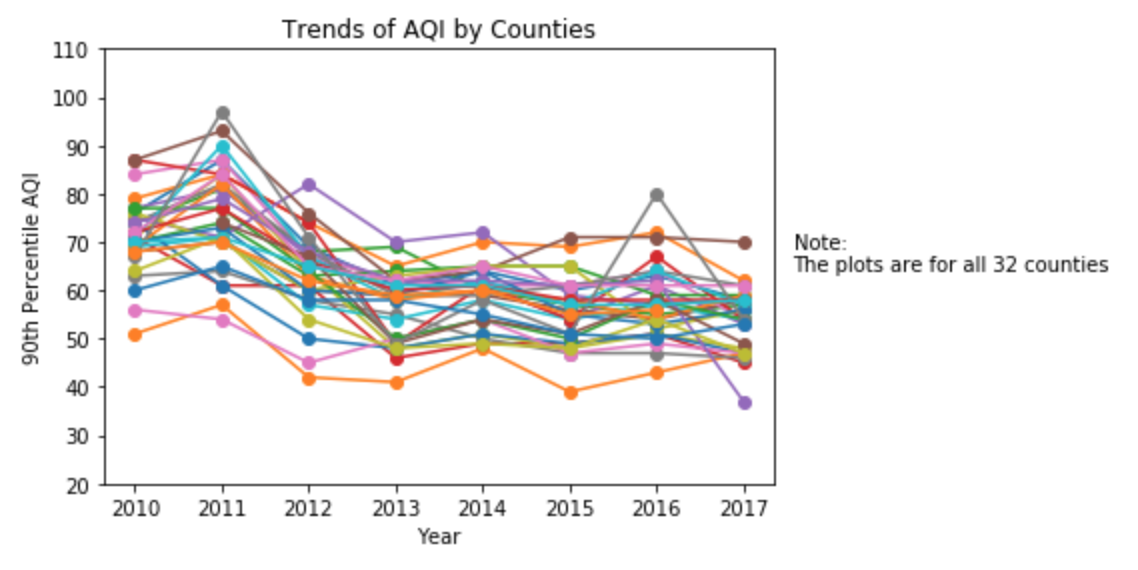 Trends of AQI by Counties
110
100
90
80
70
60
50
40
30
20
90th Percentile AQI
2010 2011 2012 2013 2014 2015 2016 2017
Year
Note:
The plots are for all 32 counties